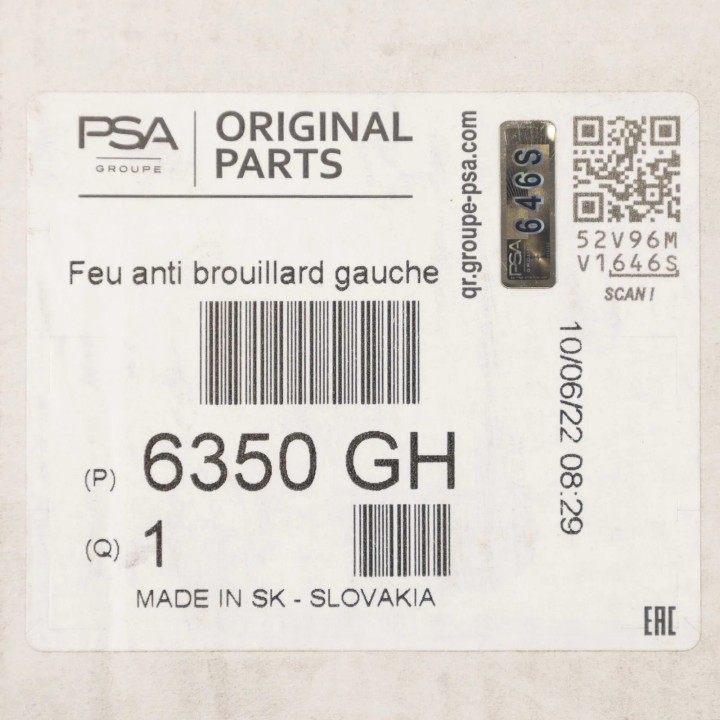 PSA
GROUPE
ORIGINAL
PARTS
qr.groupe-psa.com
PSA
646S
52V96M
V1646S
SCAN !
Feu anti brouillard gauche
10/06/22 08:29
(P) 6350 GH
(Q) 1
MADE IN SK - SLOVAKIA
EAC